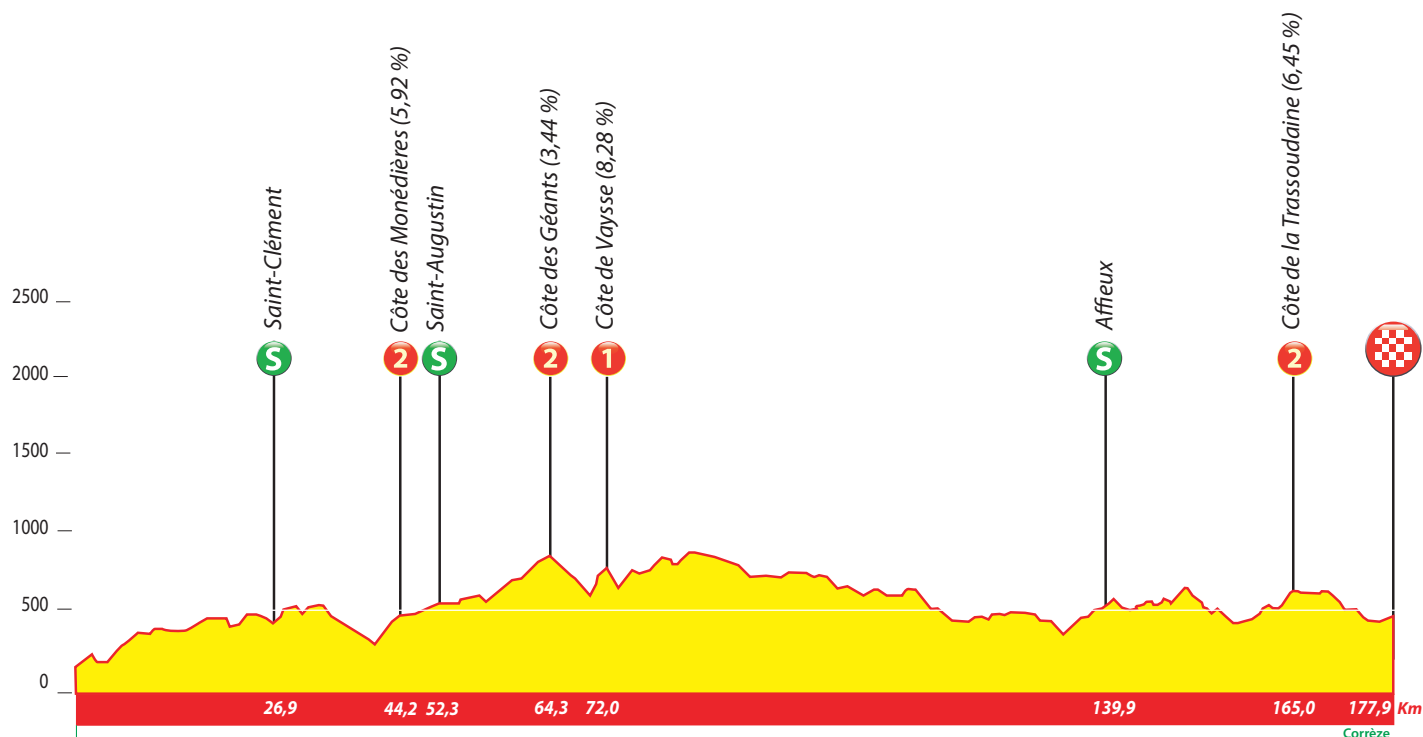 Saint-Clément
Côte des Monédières (5,92 %)
Saint-Augustin
Côte des Géants (3,44 %)
Côte de Vaysse (8,28 %)
Affieux
Côte de la Trassoudaine (6,45 %)
S
2
S
2
1
S
2
2500
2000
1500
1000
500
0
26,9
44,2
52,3
64,3
72,0
139,9
165,0
177,9 Km
Corrèze